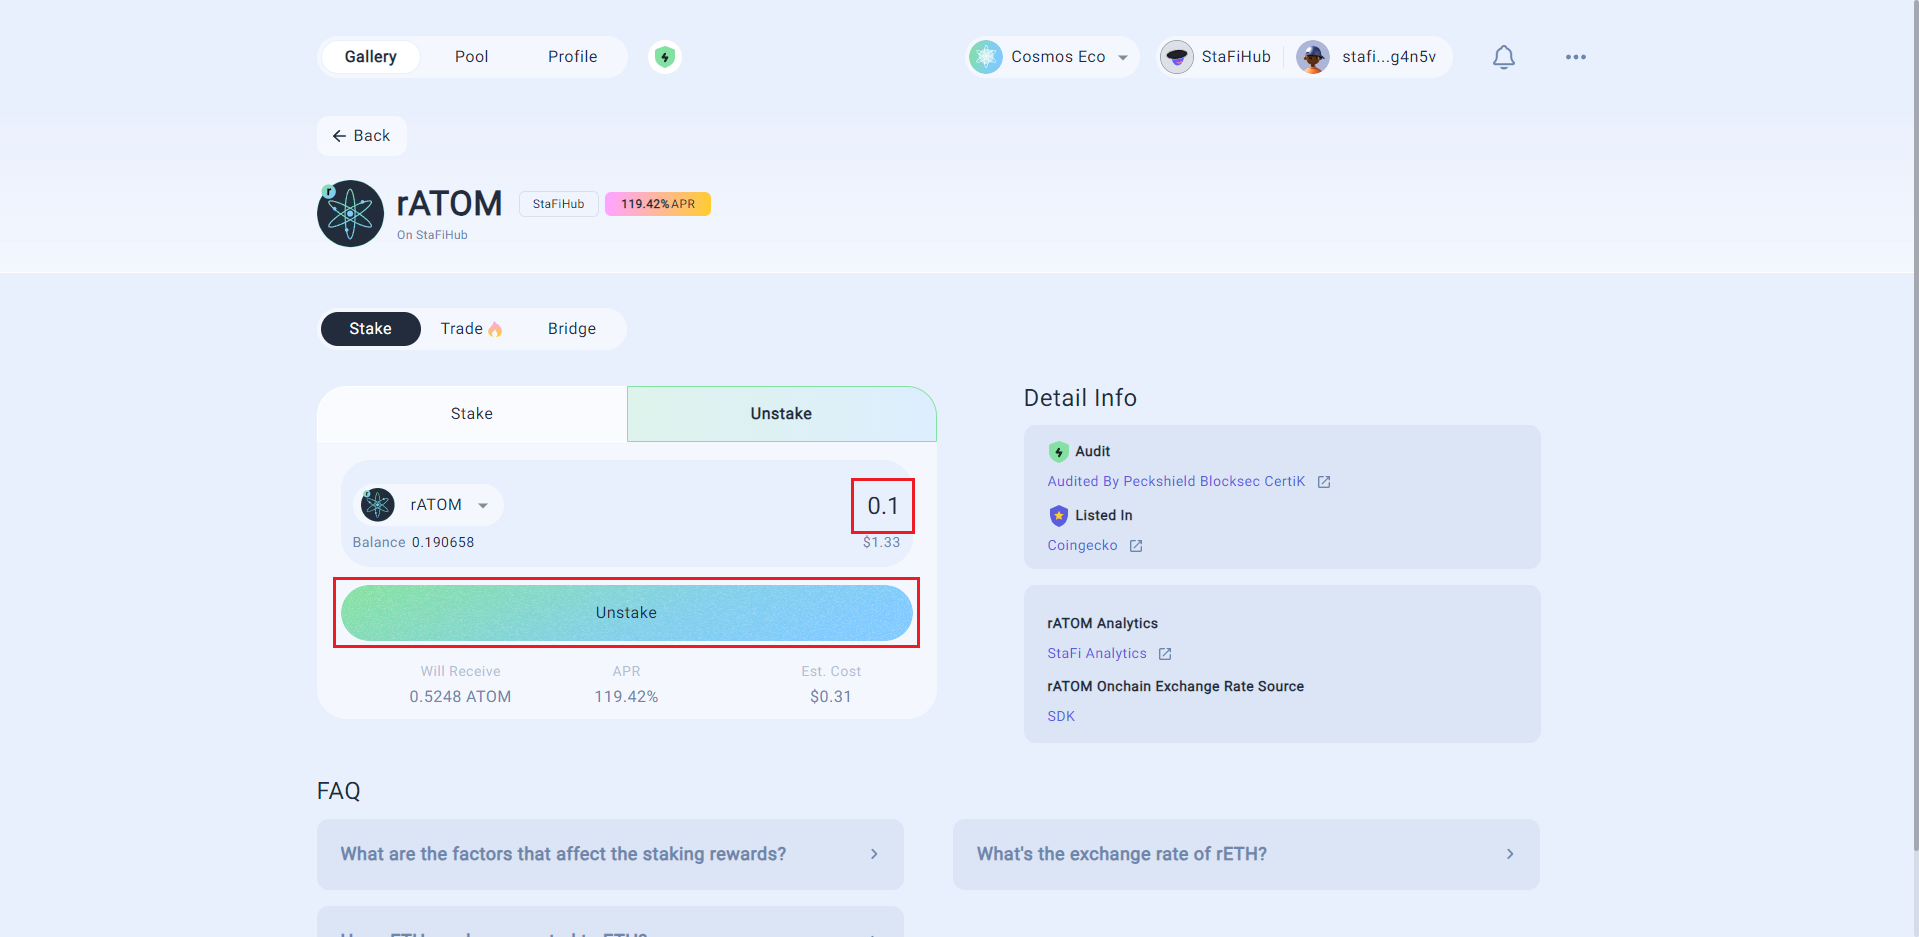 Gallery Pool Profile Cosmos Eco StaFiHub stafi...g4n5v
Back
r
rATOM StaFiHub 119.42% APR
On StaFiHub
Stake Trade Bridge
Stake Unstake
rATOM 0.1
Balance 0.190658 $1.33
Unstake
Will Receive APR Est. Cost
0.5248 ATOM 119.42% $0.31
Detail Info
Audit
Audited By Peckshield Blocksec CertiK
Listed In
Coingecko
rATOM Analytics
StaFi Analytics
rATOM Onchain Exchange Rate Source
SDK
FAQ
What are the factors that affect the staking rewards?
What's the exchange rate of rETH?